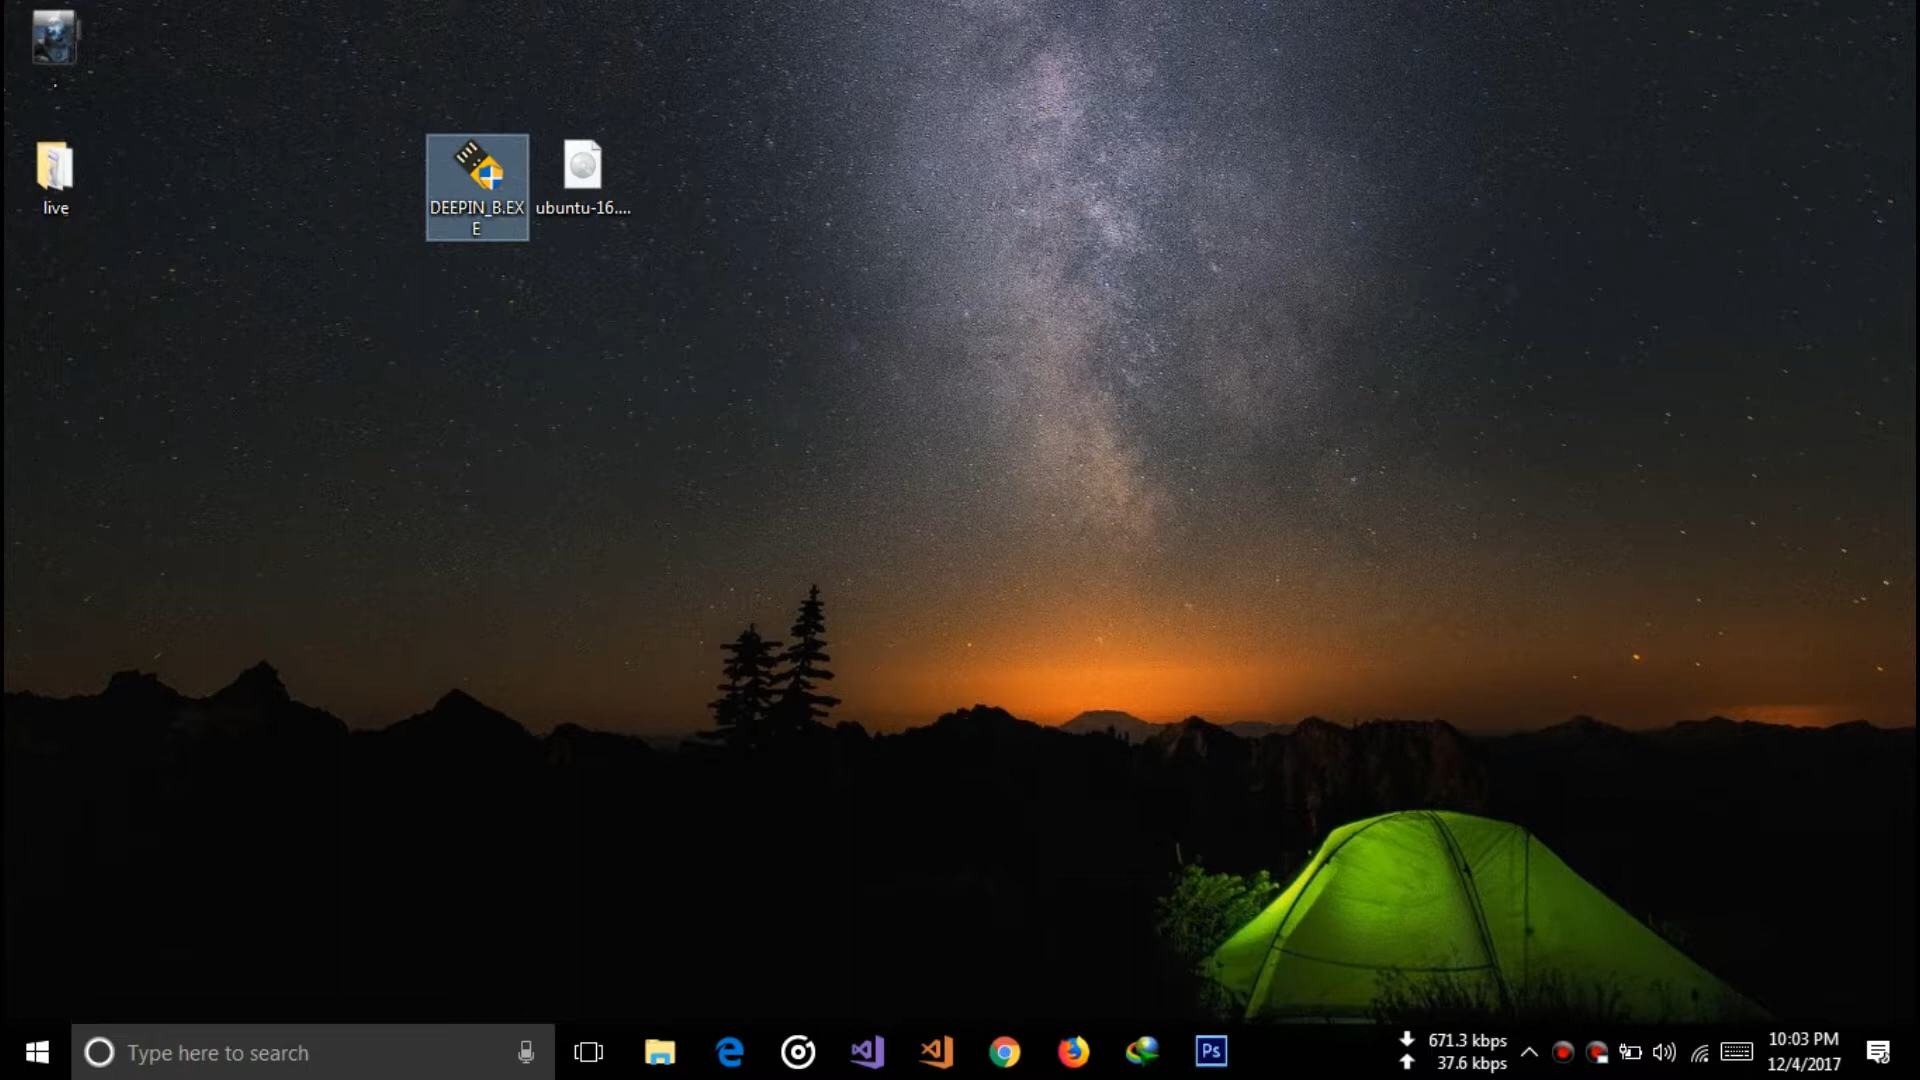 live
DEEPIN_B.EX
E
ubuntu-16....
Type here to search
Ps
671.3 kbps
37.6 kbps
10:03 PM
12/4/2017